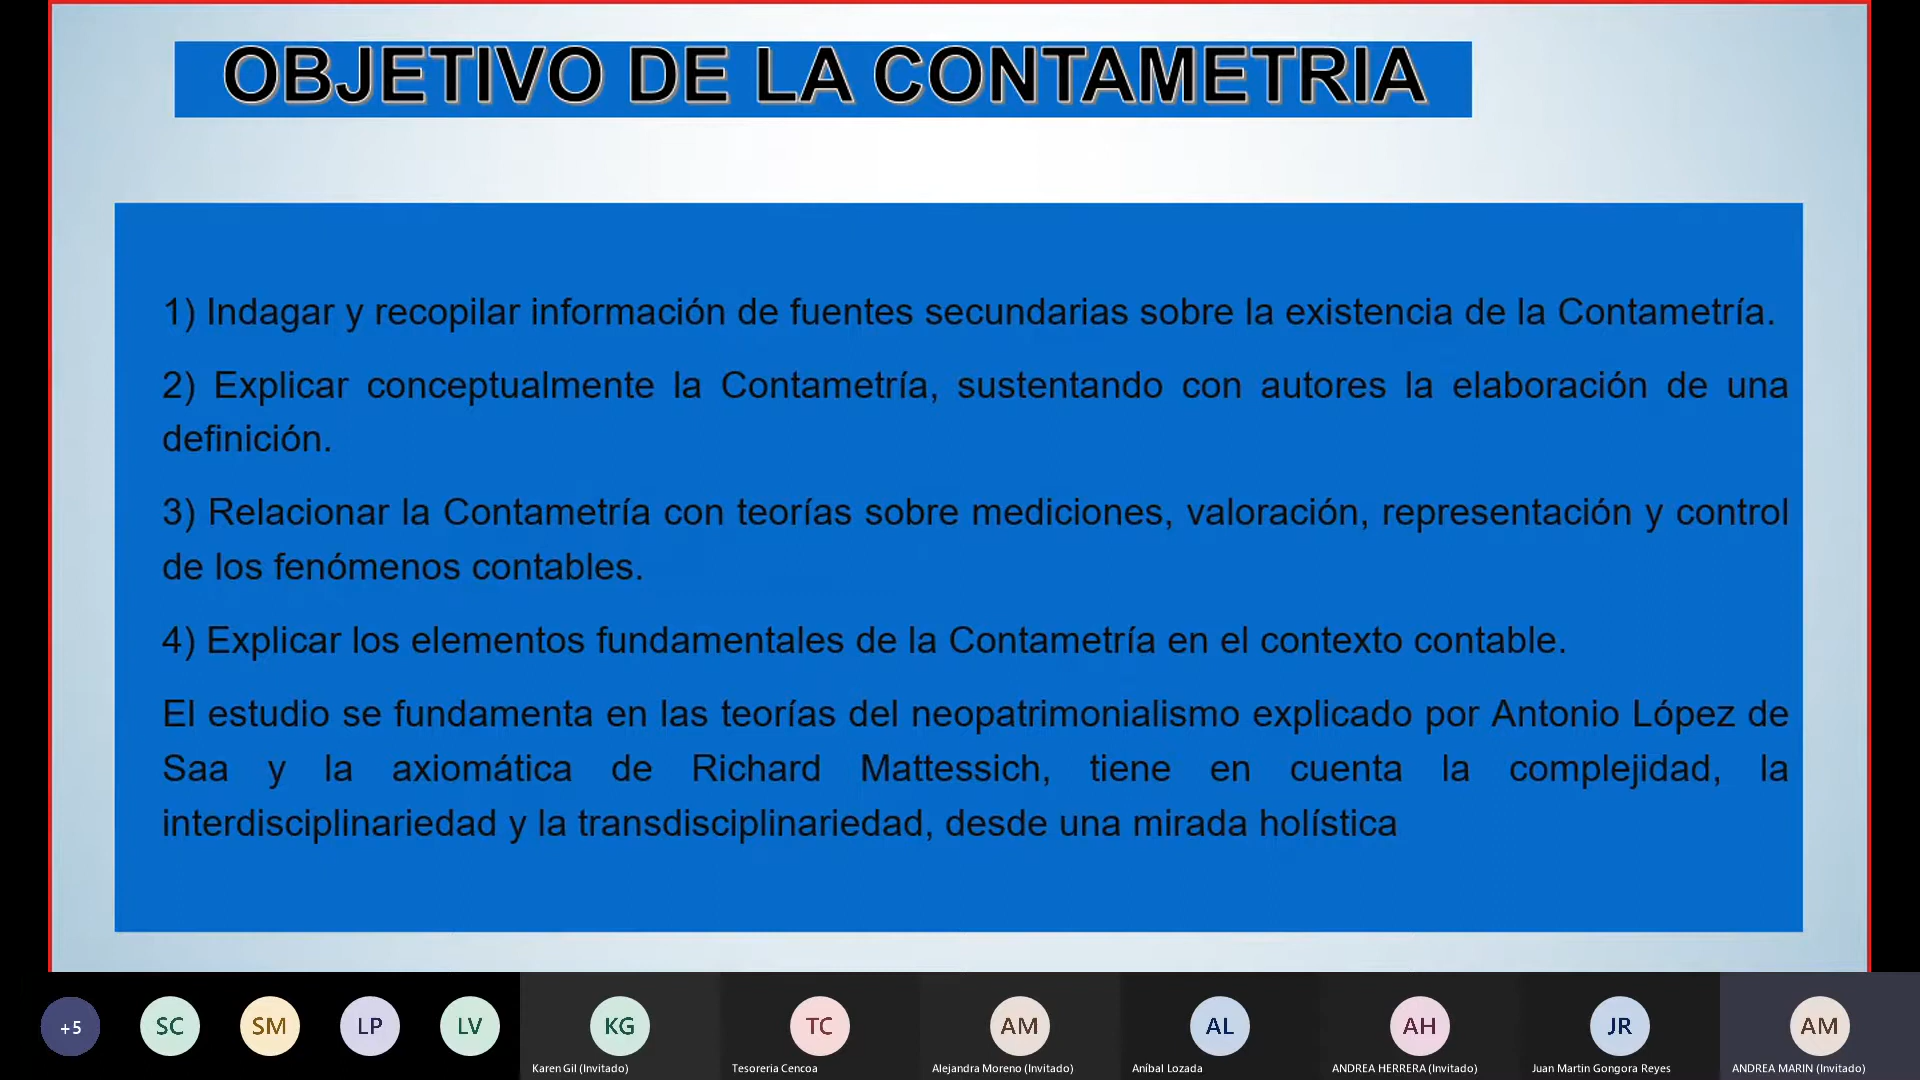 OBJETIVO DE LA CONTAMETRIA
1) Indagar y recopilar información de fuentes secundarias sobre la existencia de la Contametría.
2) Explicar conceptualmente la Contametría, sustentando con autores la elaboración de una
definición.
3) Relacionar la Contametría con teorías sobre mediciones, valoración, representación y control
de los fenómenos contables.
4) Explicar los elementos fundamentales de la Contametría en el contexto contable.
El estudio se fundamenta en las teorías del neopatrimonialismo explicado por Antonio López de
Saa y la axiomática de Richard Mattessich, tiene en cuenta la complejidad, la
interdisciplinariedad y la transdisciplinariedad, desde una mirada holística
+5 SC SM LP LV KG TC AM AL AH JR AM
Karen Gil (Invitado) Tesoreria Cencoa Alejandra Moreno (Invitado) Aníbal Lozada ANDREA HERRERA (Invitado) Juan Martin Gongora Reyes ANDREA MARIN (Invitado)